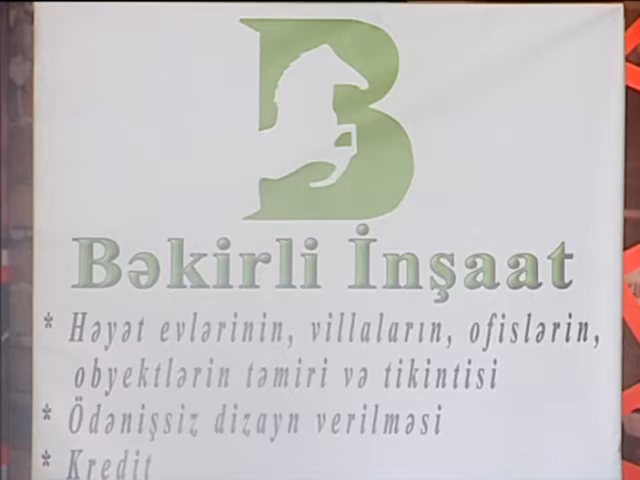 B
Bəkirli İnşaat
* Həyət evlərinin, villaların, ofislərin,
obyektlərin təmiri və tikintisi
* Ödənişsiz dizayn verilməsi
* Kredit